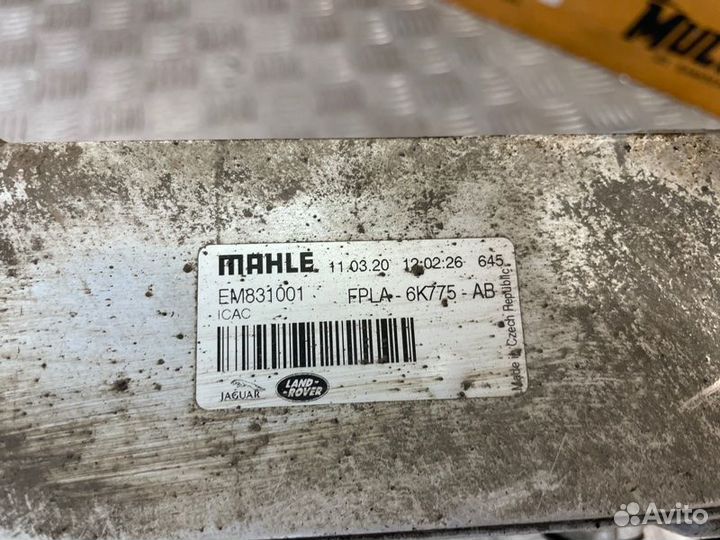 MUL
MAHLE 11.03.20 12:02:26 645
EM831001 FPLA - 6K775 - AB
ICAC
Made in Czech Republic
JAGUAR
LAND-
-ROVER
Avito